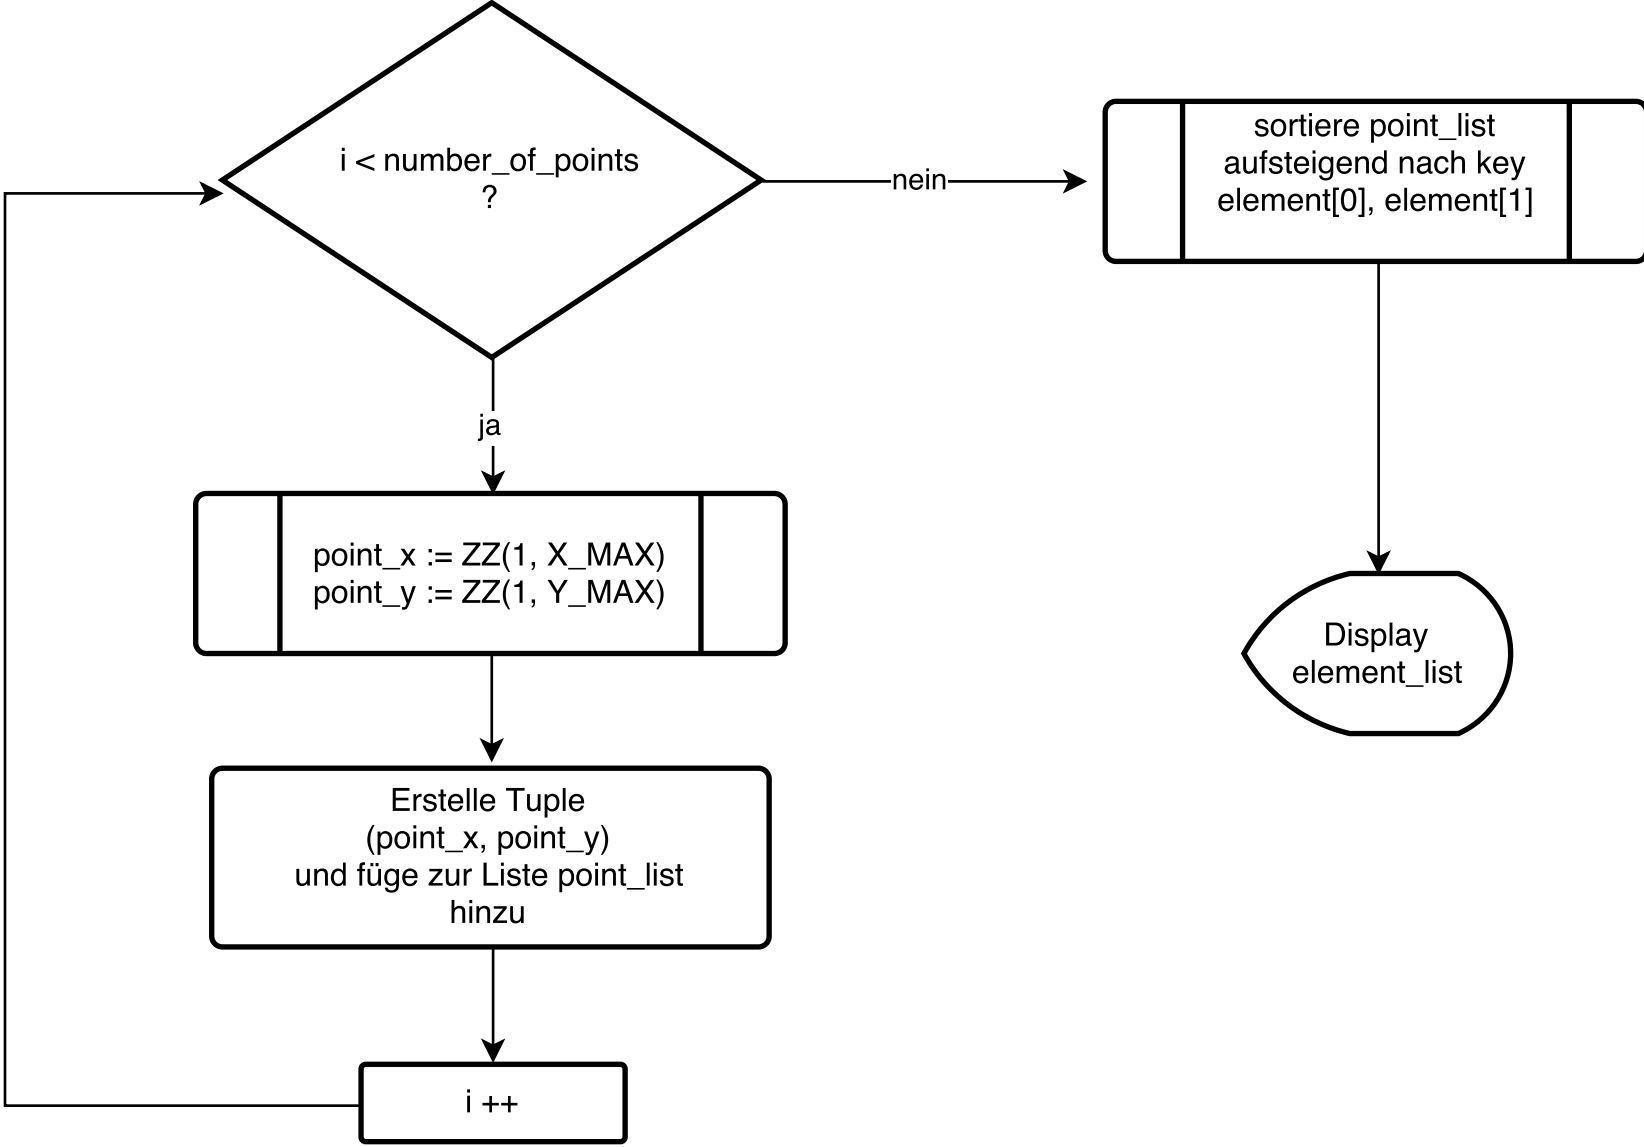 i < number_of_points
?
nein
sortiere point_list
aufsteigend nach key
element[0], element[1]
ja
point_x := ZZ(1, X_MAX)
point_y := ZZ(1, Y_MAX)
Display
element_list
Erstelle Tuple
(point_x, point_y)
und füge zur Liste point_list
hinzu
i ++